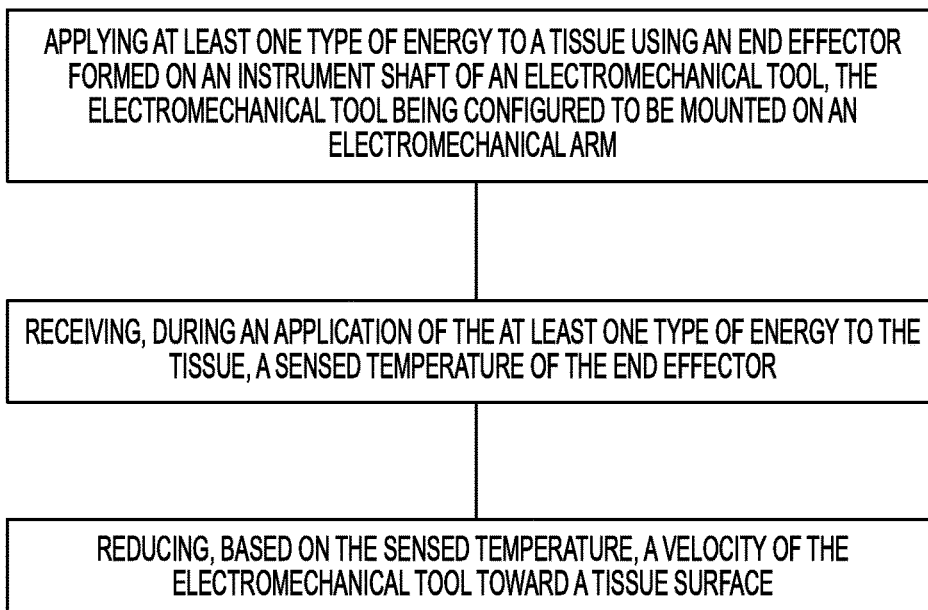 APPLYING AT LEAST ONE TYPE OF ENERGY TO A TISSUE USING AN END EFFECTOR
FORMED ON AN INSTRUMENT SHAFT OF AN ELECTROMECHANICAL TOOL, THE
ELECTROMECHANICAL TOOL BEING CONFIGURED TO BE MOUNTED ON AN
ELECTROMECHANICAL ARM
RECEIVING, DURING AN APPLICATION OF THE AT LEAST ONE TYPE OF ENERGY TO THE
TISSUE, A SENSED TEMPERATURE OF THE END EFFECTOR
REDUCING, BASED ON THE SENSED TEMPERATURE, A VELOCITY OF THE
ELECTROMECHANICAL TOOL TOWARD A TISSUE SURFACE